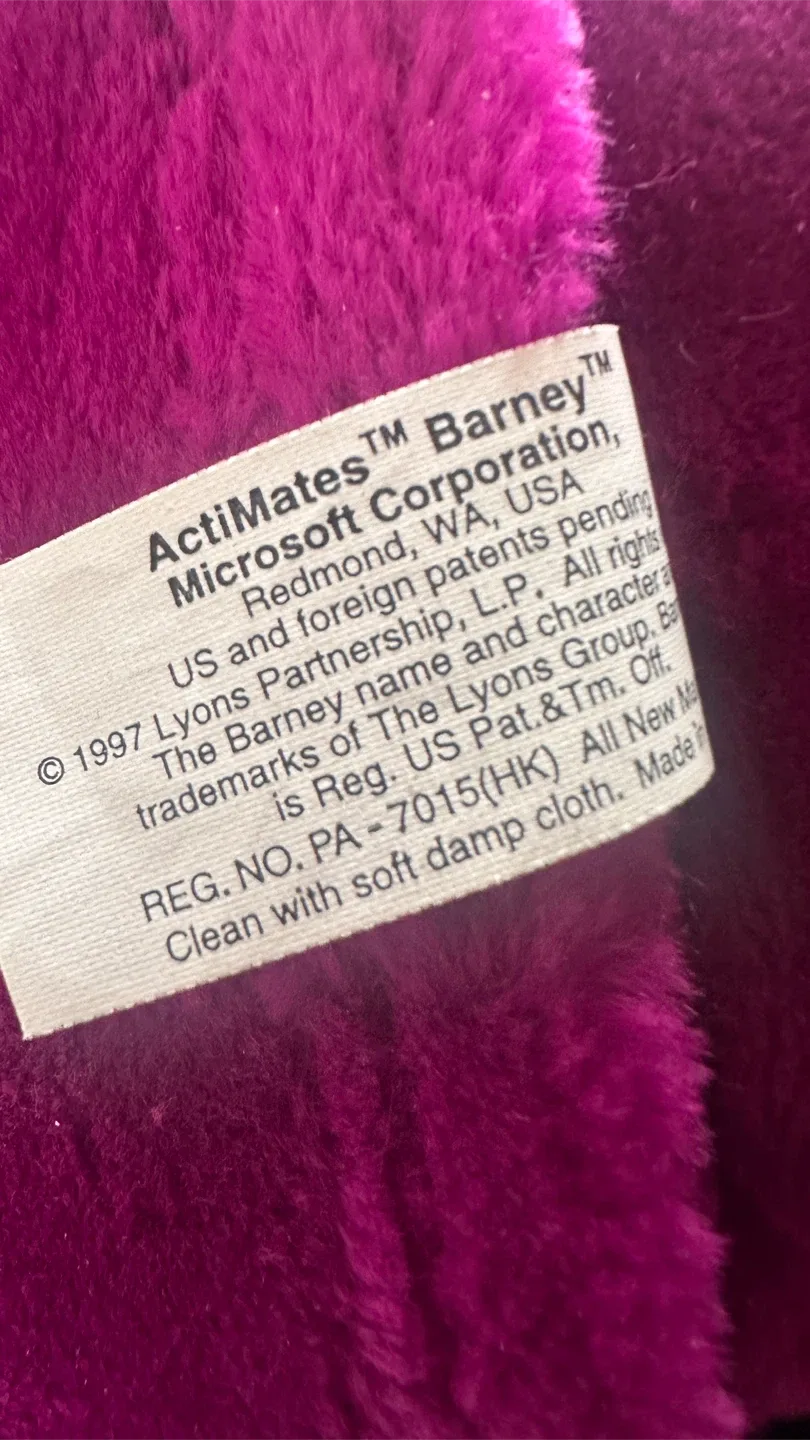 ActiMates™ Barney™
Microsoft Corporation,
Redmond, WA, USA
US and foreign patents pending
© 1997 Lyons Partnership, L.P. All rights
The Barney name and character
trademarks of The Lyons Group.
is Reg. US Pat.&Tm. Off.
REG. NO. PA - 7015(HK) All New
Clean with soft damp cloth. Made